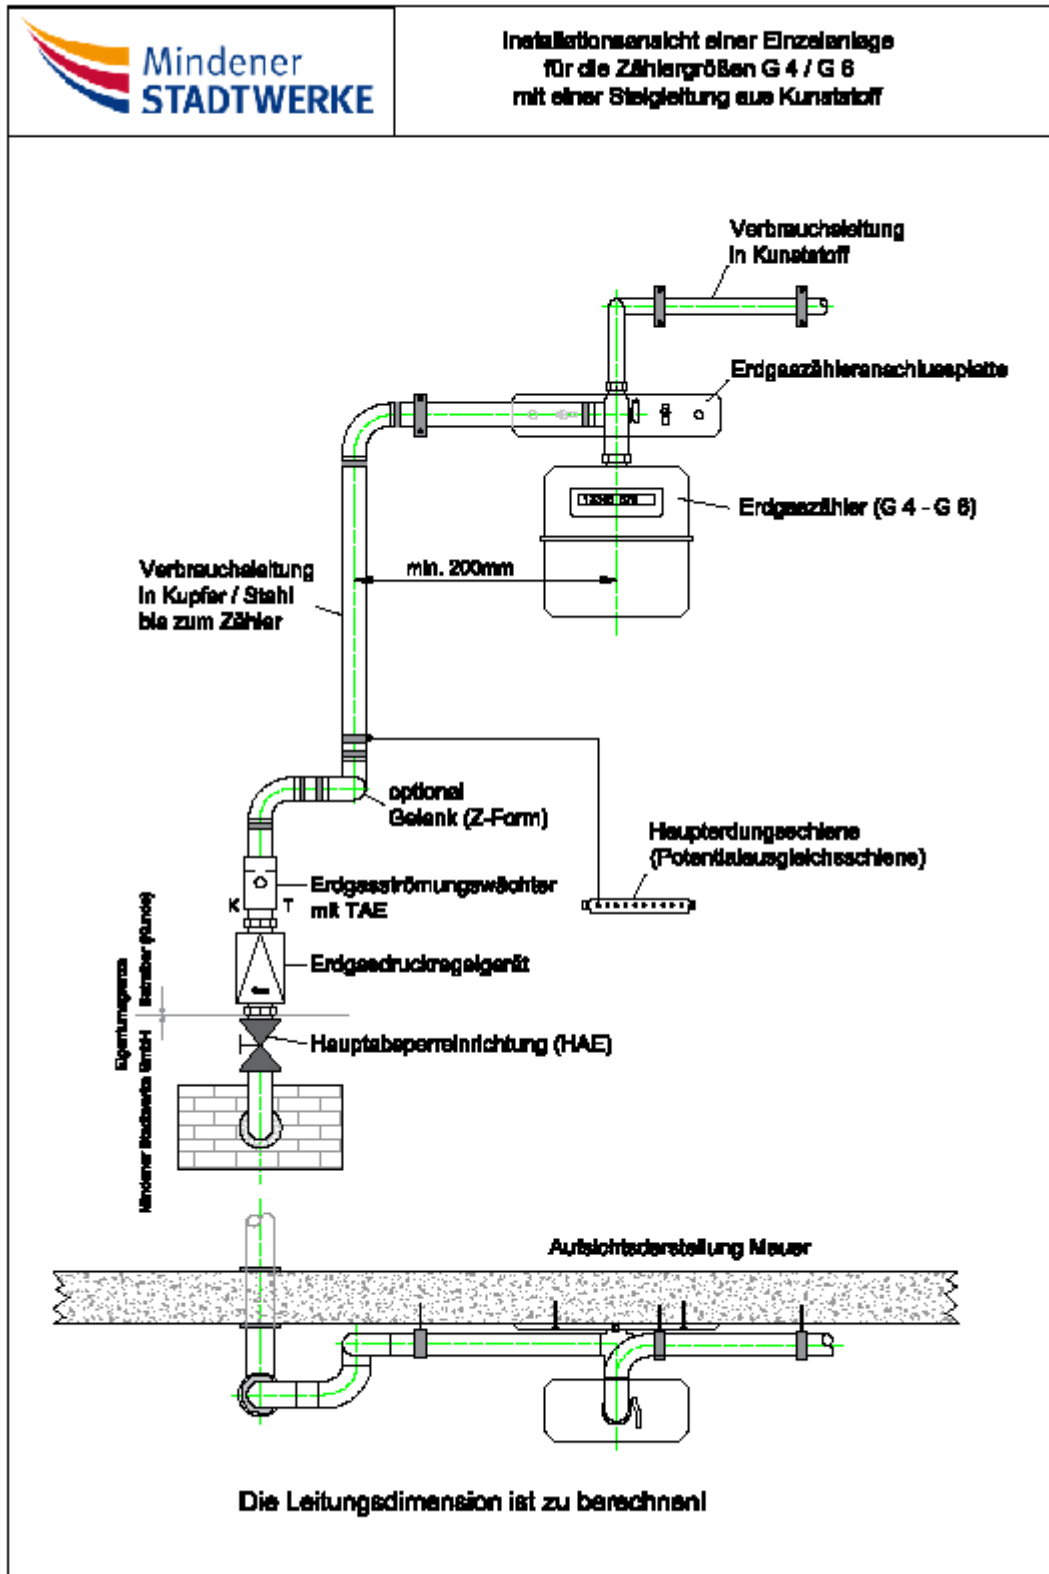 Mindener
STADTWERKE
Installationsansicht einer Einzelanlage
für die Zählergrößen G 4 / G 6
mit einer Steigleitung aus Kunststoff
Verbrauchsleitung
in Kunststoff
Erdgaszähleranschlussplatte
Erdgaszähler (G 4 - G 6)
min. 200mm
Verbrauchsleitung
in Kupfer / Stahl
bis zum Zähler
optional
Gelenk (Z-Form)
Haupterdungsschiene
(Potentialausgleichsschiene)
Erdgasströmungswächter
mit TAE
K
T
Erdgasdruckregelgerät
Eigentumsgrenze
Betreiber (Kunde)
Mindener Stadtwerke GmbH
Hauptabsperreinrichtung (HAE)
Aufsichtsdarstellung Mauer
Die Leitungsdimension ist zu berechnen!